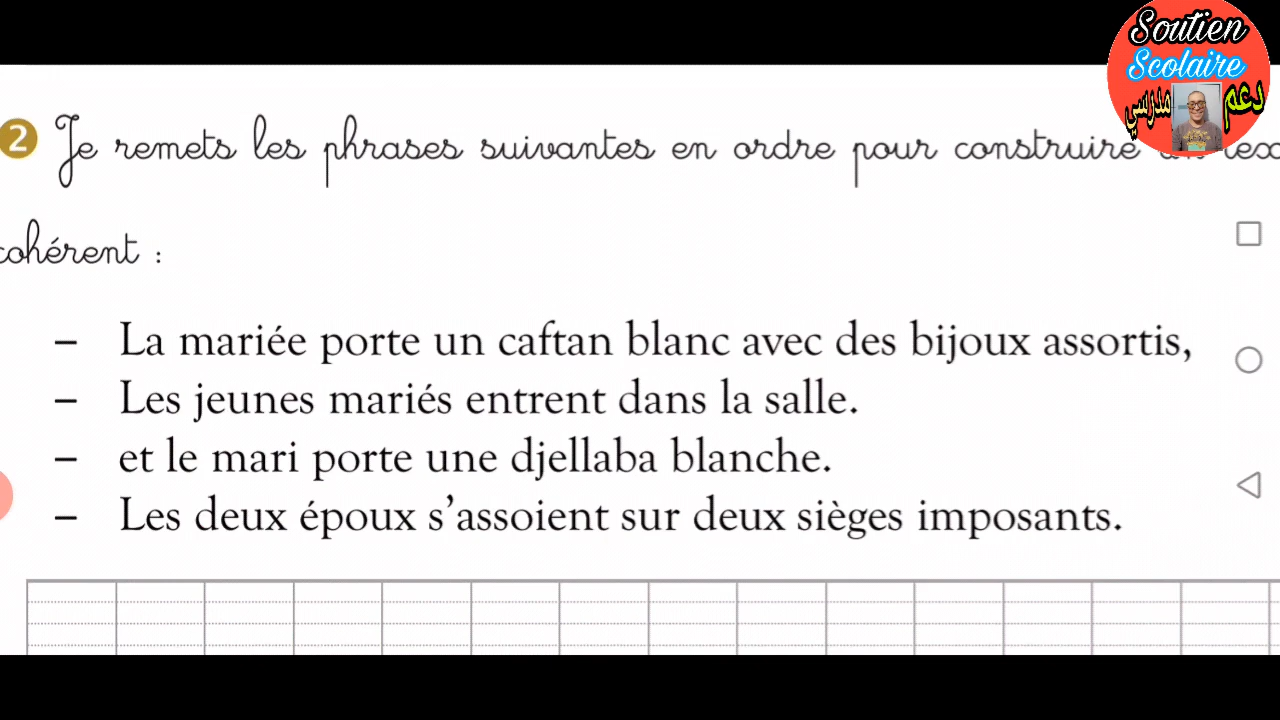 Soutien
Scolaire
دعم مدرسي
2 Je remets les phrases suivantes en ordre pour construire
cohérent :
– La mariée porte un caftan blanc avec des bijoux assortis,
– Les jeunes mariés entrent dans la salle.
– et le mari porte une djellaba blanche.
– Les deux époux s’assoient sur deux sièges imposants.